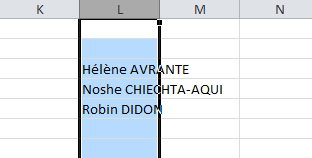 K L M N
Hélène AVRANTE
Noshe CHIECHTA-AQUI
Robin DIDON